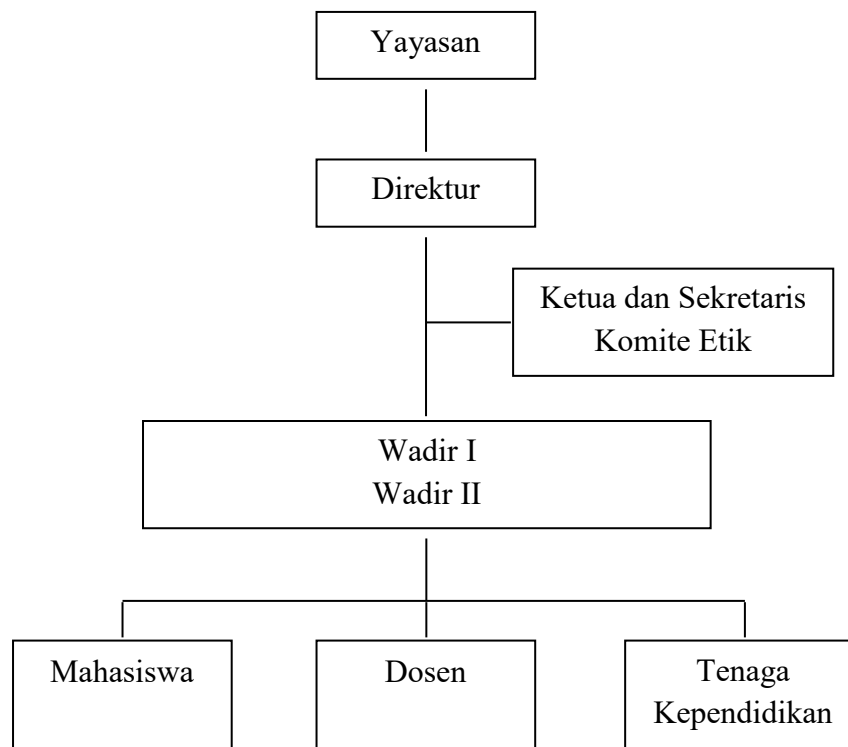 Yayasan
Direktur
Ketua dan Sekretaris
Komite Etik
Wadir I
Wadir II
Mahasiswa
Dosen
Tenaga
Kependidikan